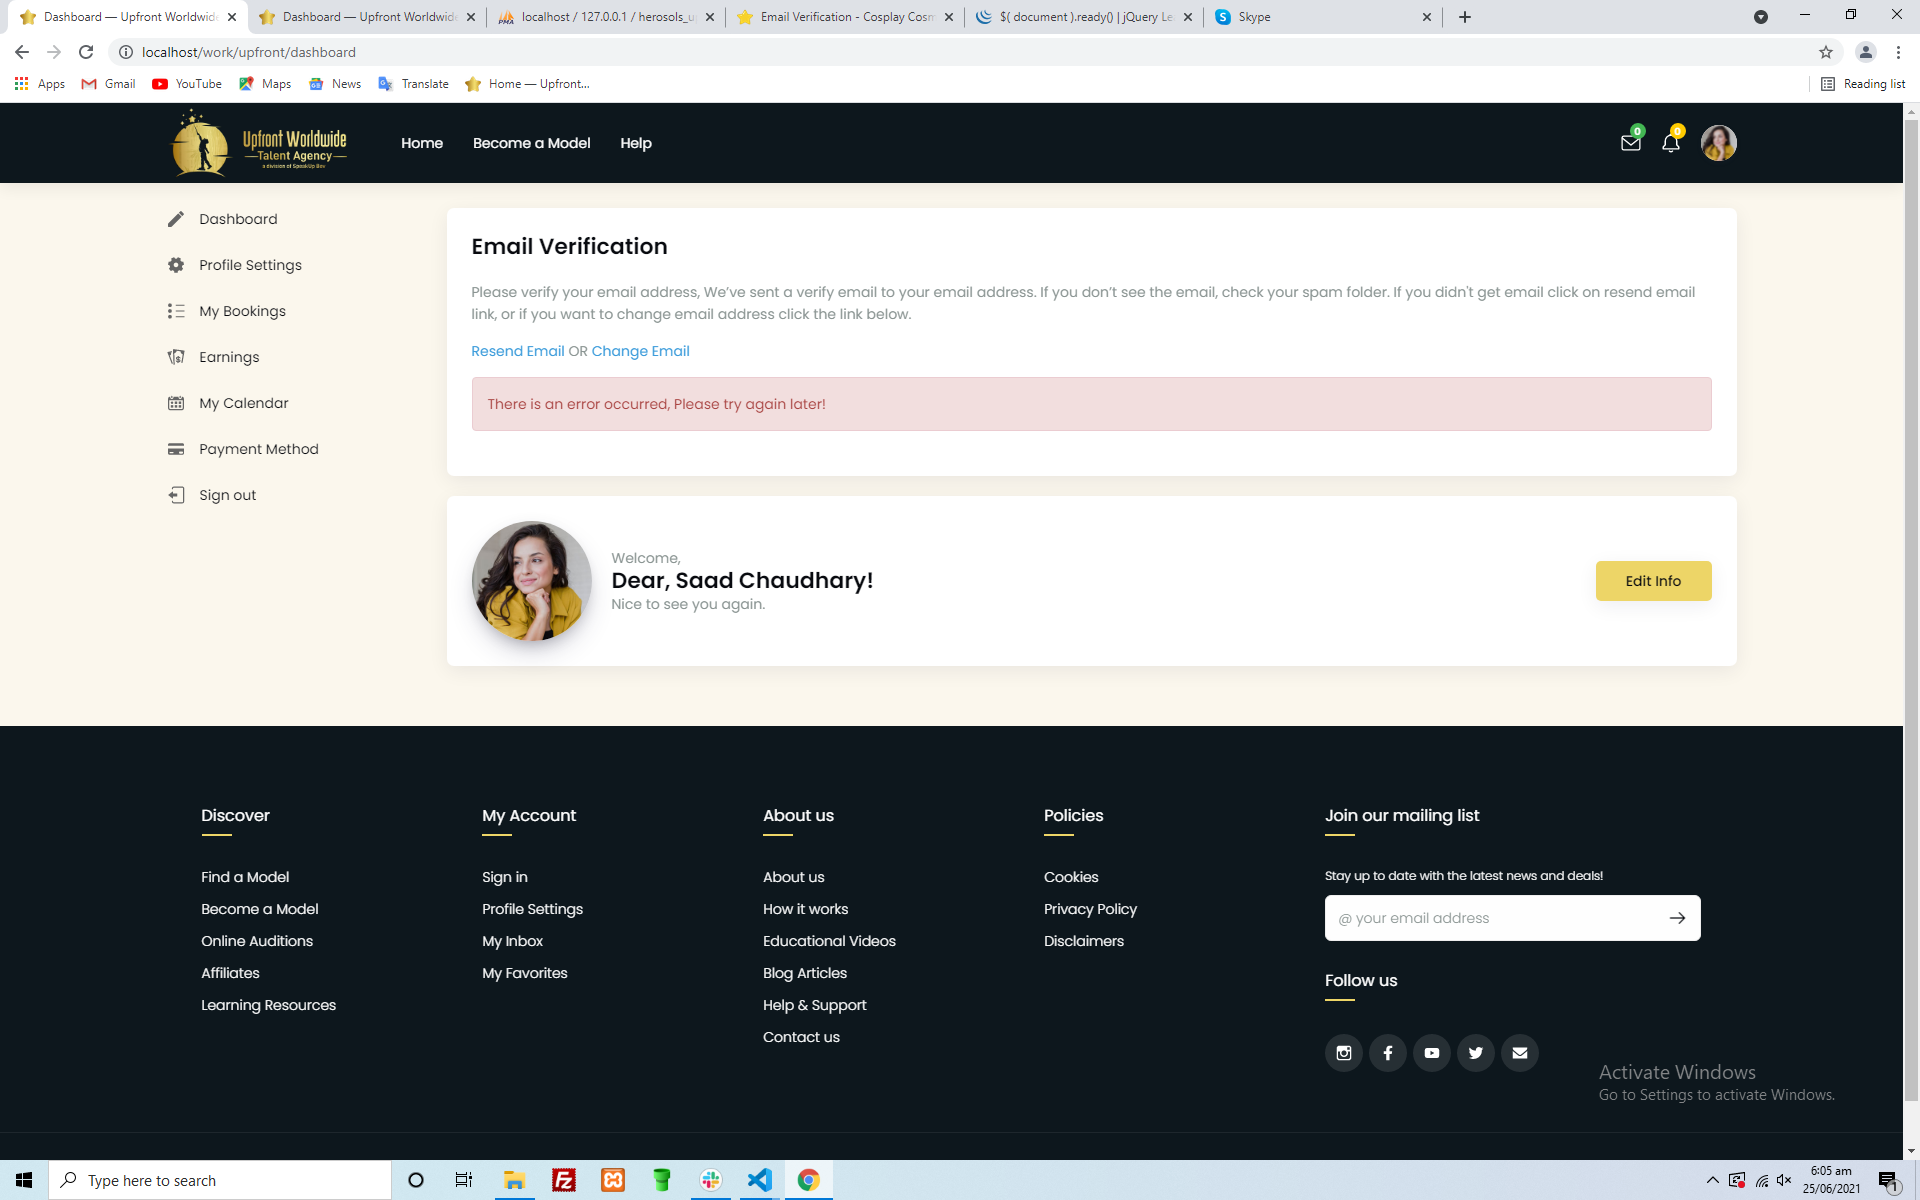 Dashboard — Upfront Worldwide
Dashboard — Upfront Worldwide
localhost / 127.0.0.1 / herosols_u
Email Verification - Cosplay Cosm
$( document ).ready() | jQuery Le
Skype
localhost/work/upfront/dashboard
Apps
Gmail
YouTube
Maps
News
Translate
Home — Upfront...
Reading list
Upfront Worldwide
Talent Agency
a division of SpeakUp Bev
Home
Become a Model
Help
0
0
Dashboard
Profile Settings
My Bookings
Earnings
My Calendar
Payment Method
Sign out
Email Verification
Please verify your email address, We've sent a verify email to your email address. If you don't see the email, check your spam folder. If you didn't get email click on resend email
link, or if you want to change email address click the link below.
Resend Email OR Change Email
There is an error occurred, Please try again later!
Welcome,
Dear, Saad Chaudhary!
Nice to see you again.
Edit Info
Discover
Find a Model
Become a Model
Online Auditions
Affiliates
Learning Resources
My Account
Sign in
Profile Settings
My Inbox
My Favorites
About us
About us
How it works
Educational Videos
Blog Articles
Help & Support
Contact us
Policies
Cookies
Privacy Policy
Disclaimers
Join our mailing list
Stay up to date with the latest news and deals!
@ your email address
Follow us
Activate Windows
Go to Settings to activate Windows.
Type here to search
6:05 am
25/06/2021
1